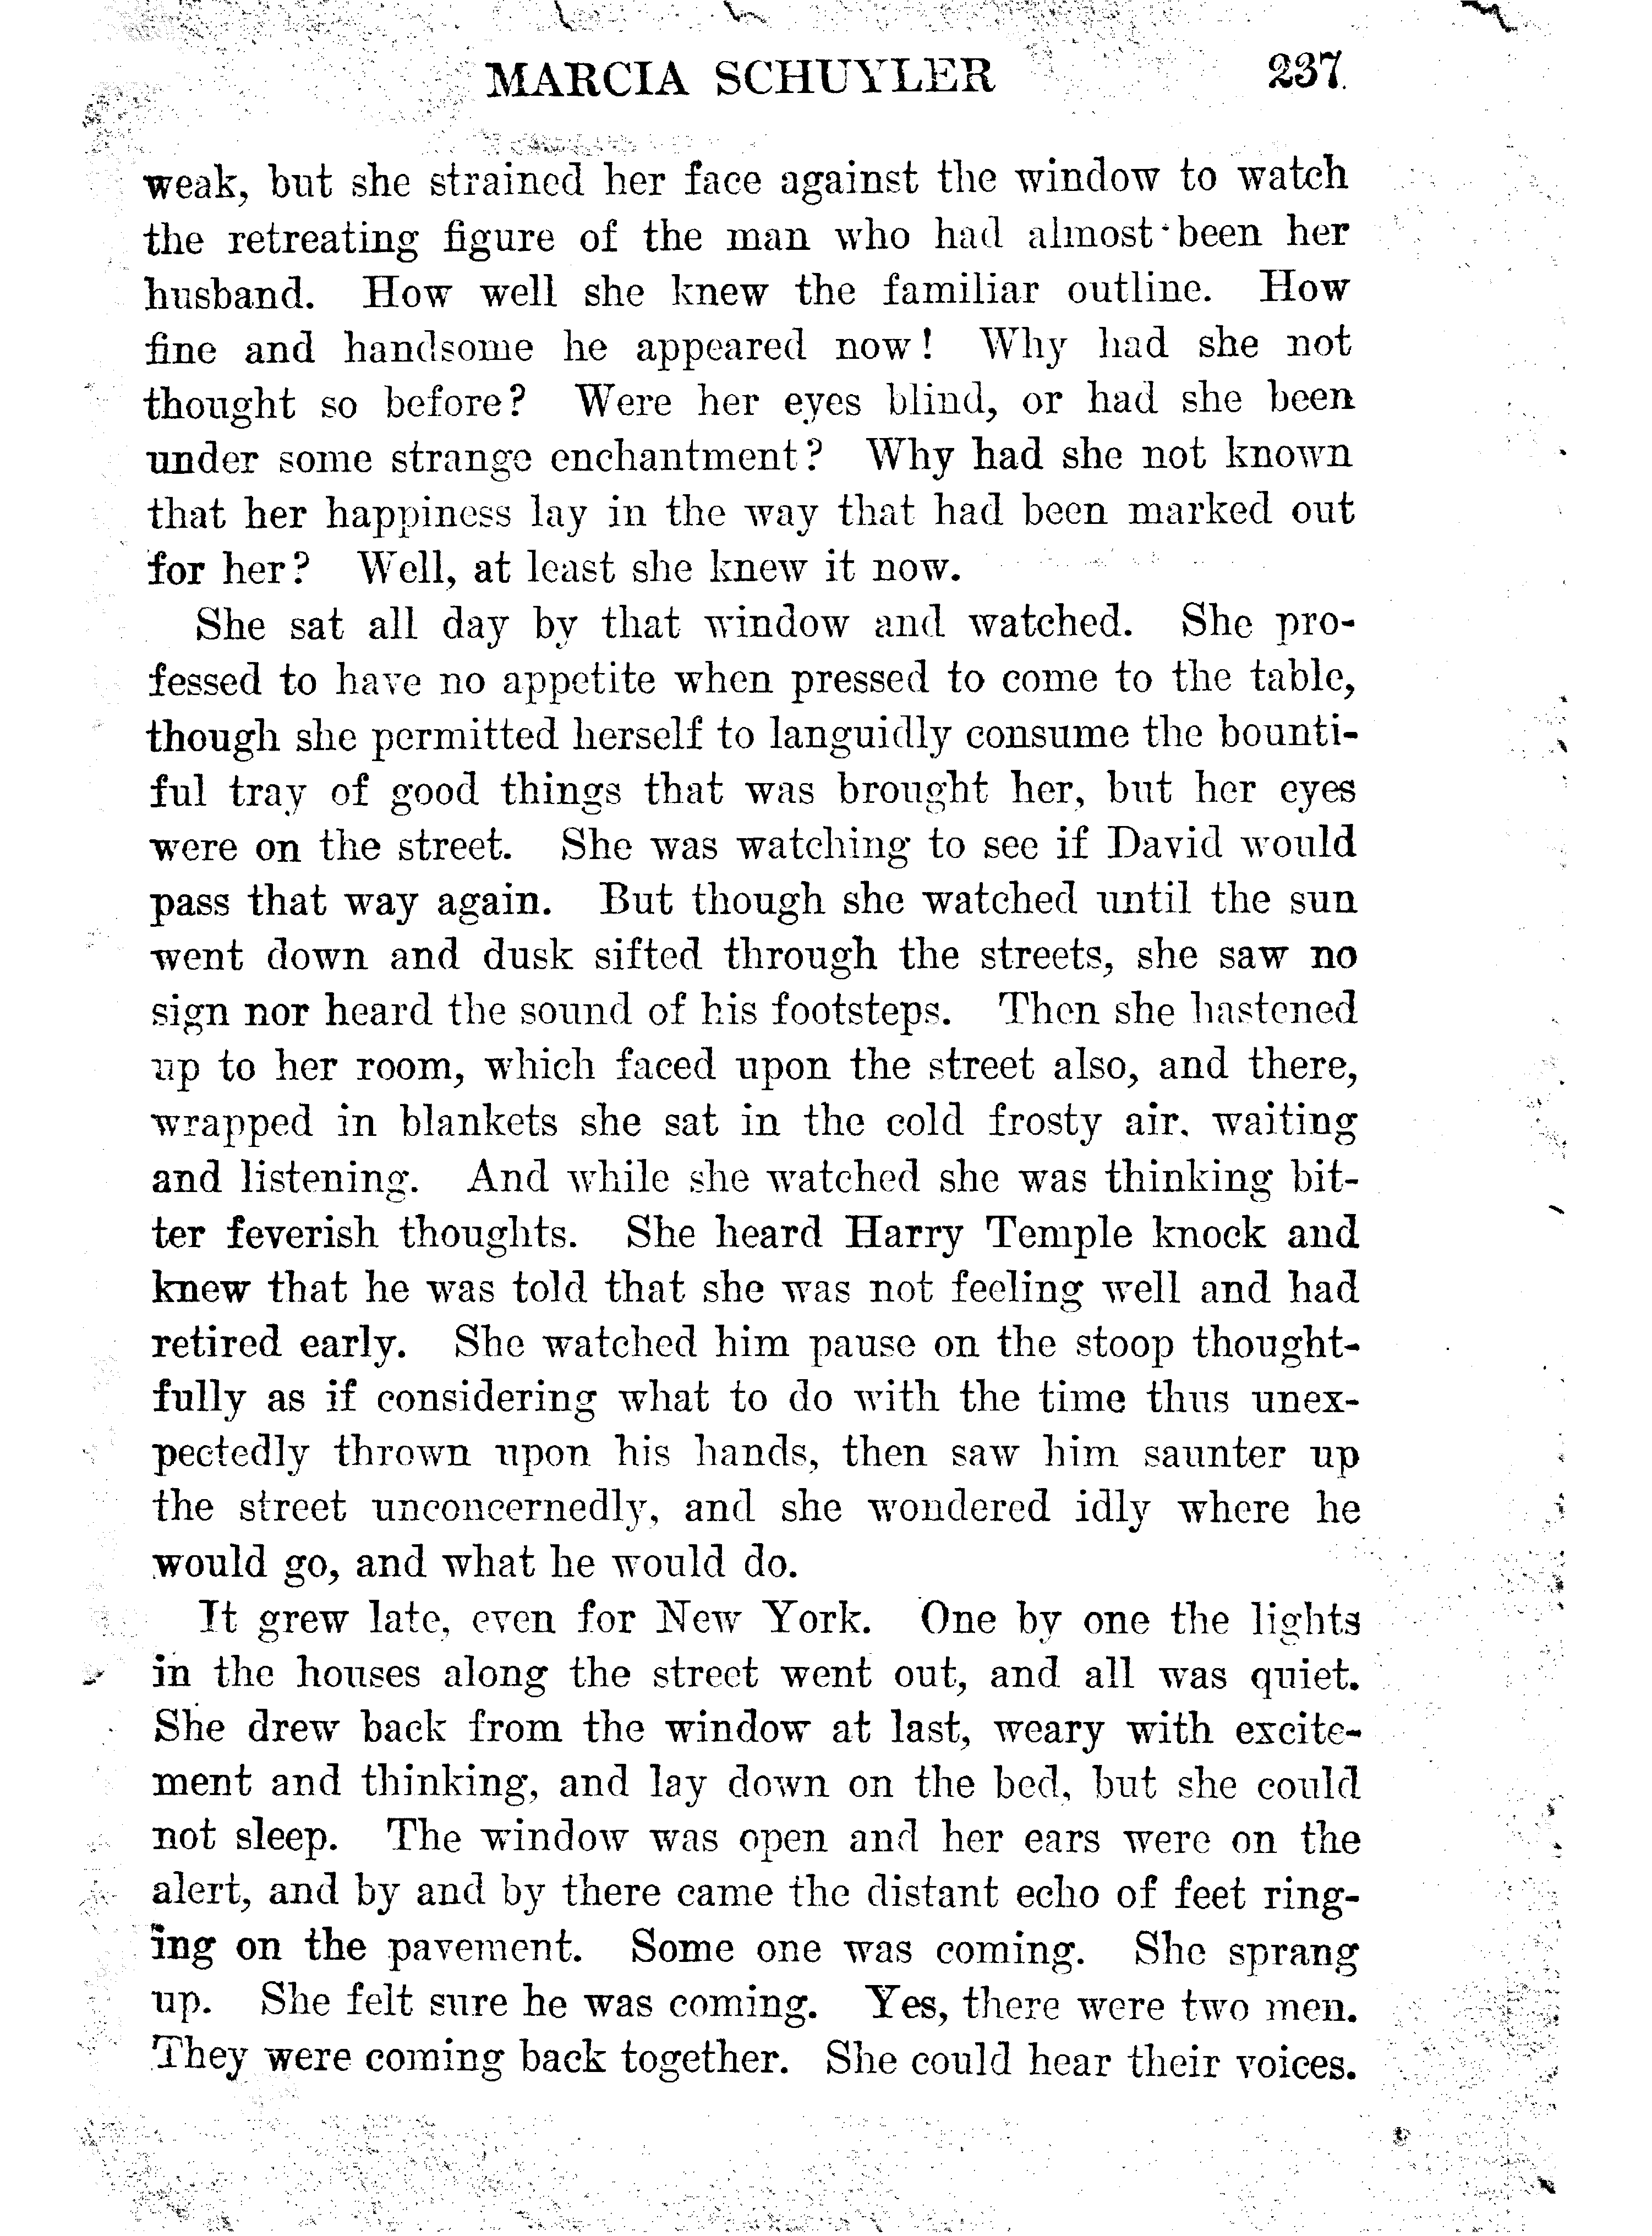 MARCIA SCHUYLER 237
weak, but she strained her face against the window to watch
the retreating figure of the man who had almost been her
husband. How well she knew the familiar outline. How
fine and handsome he appeared now! Why had she not
thought so before? Were her eyes blind, or had she been
under some strange enchantment? Why had she not known
that her happiness lay in the way that had been marked out
for her? Well, at least she knew it now.
She sat all day by that window and watched. She pro-
fessed to have no appetite when pressed to come to the table,
though she permitted herself to languidly consume the bounti-
ful tray of good things that was brought her, but her eyes
were on the street. She was watching to see if David would
pass that way again. But though she watched until the sun
went down and dusk sifted through the streets, she saw no
sign nor heard the sound of his footsteps. Then she hastened
up to her room, which faced upon the street also, and there,
wrapped in blankets she sat in the cold frosty air, waiting
and listening. And while she watched she was thinking bit-
ter feverish thoughts. She heard Harry Temple knock and
knew that he was told that she was not feeling well and had
retired early. She watched him pause on the stoop thought-
fully as if considering what to do with the time thus unex-
pectedly thrown upon his hands, then saw him saunter up
the street unconcernedly, and she wondered idly where he
would go, and what he would do.
It grew late, even for New York. One by one the lights
in the houses along the street went out, and all was quiet.
She drew back from the window at last, weary with excite-
ment and thinking, and lay down on the bed, but she could
not sleep. The window was open and her ears were on the
alert, and by and by there came the distant echo of feet ring-
ing on the pavement. Some one was coming. She sprang
up. She felt sure he was coming. Yes, there were two men.
They were coming back together. She could hear their voices.